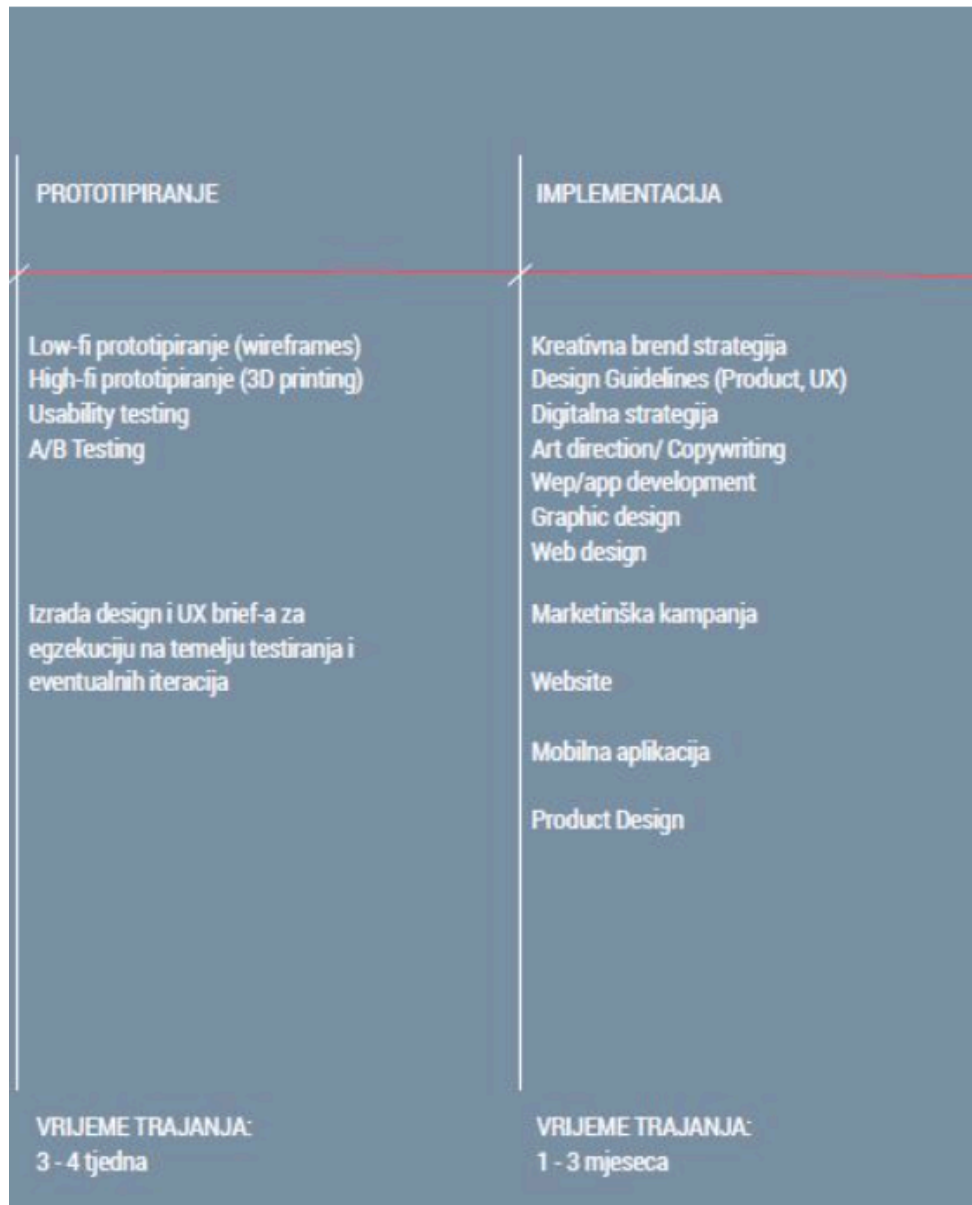 PROTOTIPIRANJE
Low-fi prototipiranje (wireframes)
High-fi prototipiranje (3D printing)
Usability testing
A/B Testing
Izrada design i UX brief-a za
egzekuciju na temelju testiranja i
eventualnih iteracija
VRIJEME TRAJANJA:
3 - 4 tjedna
IMPLEMENTACIJA
Kreativna brend strategija
Design Guidelines (Product, UX)
Digitalna strategija
Art direction/ Copywriting
Wep/app development
Graphic design
Web design
Marketinška kampanja
Website
Mobilna aplikacija
Product Design
VRIJEME TRAJANJA:
1 - 3 mjeseca